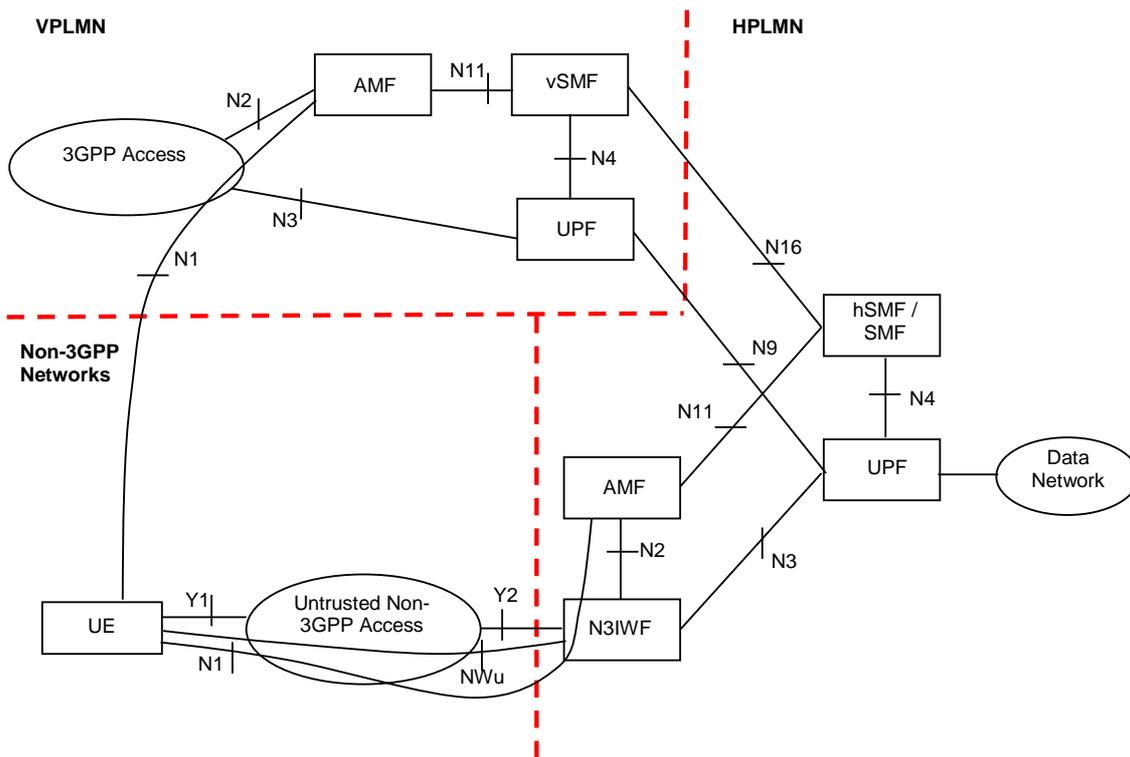 VPLMN
HPLMN
N11
AMF
vSMF
N2
3GPP Access
N4
N3
UPF
N1
N16
hSMF /
SMF
Non-3GPP
Networks
N9
N4
N11
AMF
UPF
Data
Network
N2
N3
Y1
Untrusted Non-
3GPP Access
Y2
UE
N3IWF
N1
NWu